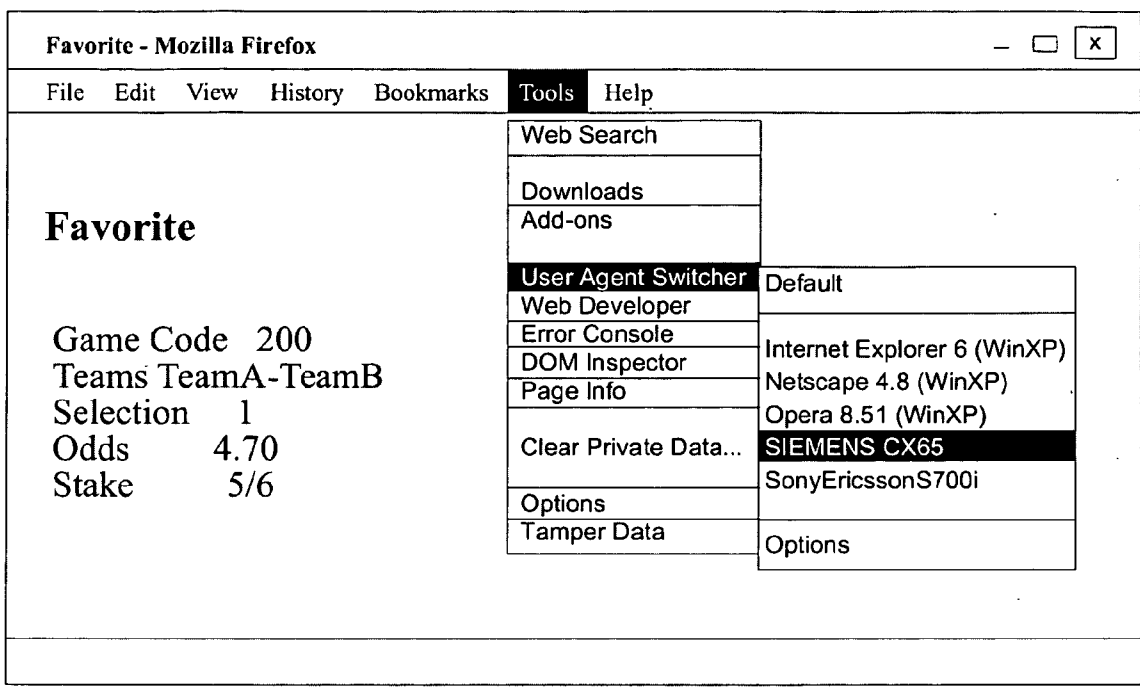 Favorite - Mozilla Firefox
X
File Edit View History Bookmarks Tools Help
Web Search
Downloads
Add-ons
User Agent Switcher
Web Developer
Error Console
DOM Inspector
Page Info
Clear Private Data...
Options
Tamper Data
Default
Internet Explorer 6 (WinXP)
Netscape 4.8 (WinXP)
Opera 8.51 (WinXP)
SIEMENS CX65
SonyEricssonS700i
Options
Favorite
Game Code 200
Teams TeamA-TeamB
Selection 1
Odds 4.70
Stake 5/6